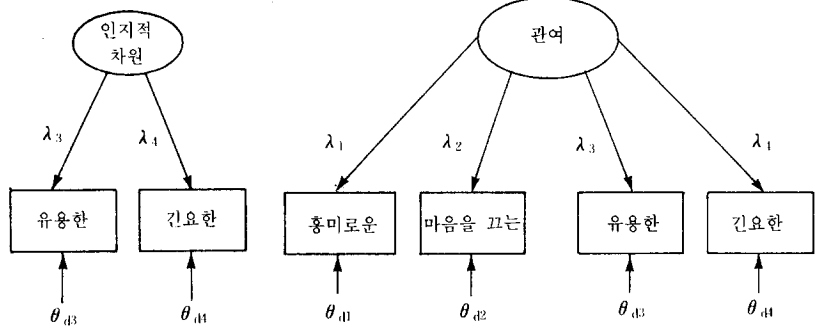 인지적
차원
관여
λ₃ λ₄ λ₁ λ₂ λ₃ λ₄
유용한 긴요한 흥미로운 마음을 끄는 유용한 긴요한
θd3 θd4 θd1 θd2 θd3 θd4